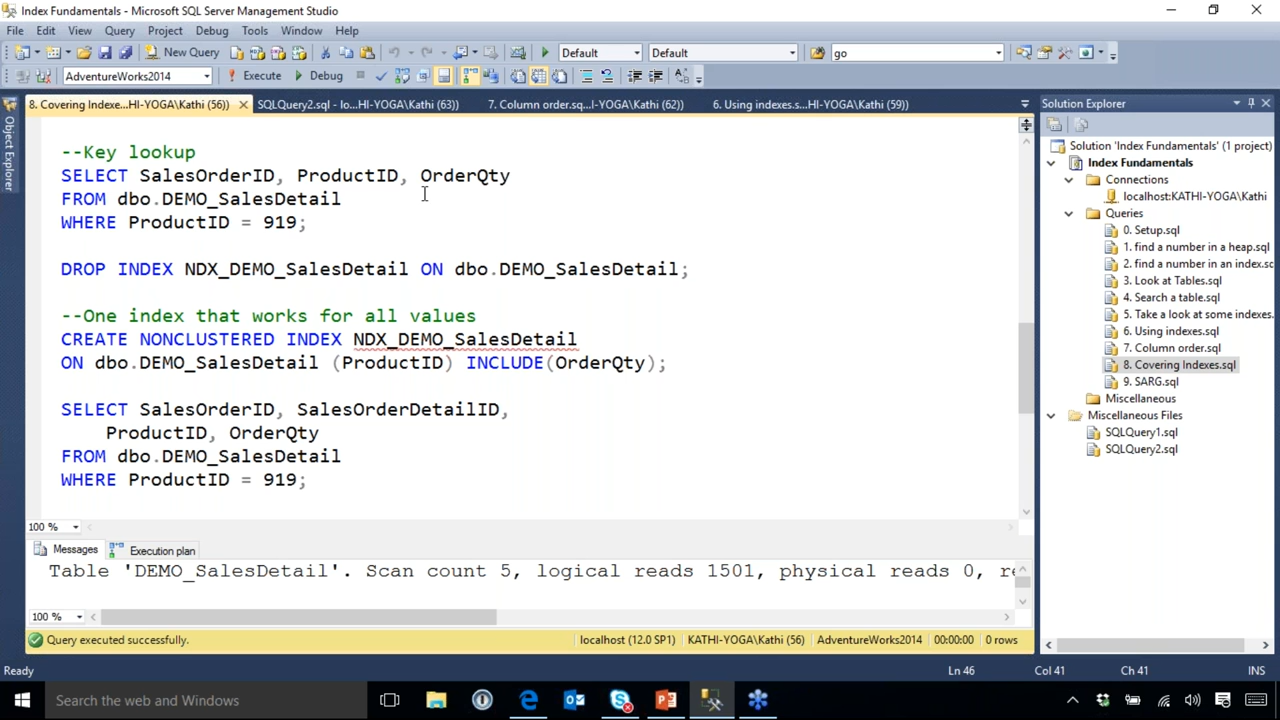 Index Fundamentals - Microsoft SQL Server Management Studio
File Edit View Query Project Debug Tools Window Help
New Query Default Default go
AdventureWorks2014 Execute Debug
8. Covering Indexe...HI-YOGA\Kathi (56)) SQLQuery2.sql - lo...HI-YOGA\Kathi (63)) 7. Column order.sq...I-YOGA\Kathi (62)) 6. Using indexes.s...HI-YOGA\Kathi (59))
Object Explorer
--Key lookup
SELECT SalesOrderID, ProductID, OrderQty
FROM dbo.DEMO_SalesDetail
WHERE ProductID = 919;
DROP INDEX NDX_DEMO_SalesDetail ON dbo.DEMO_SalesDetail;
--One index that works for all values
CREATE NONCLUSTERED INDEX NDX_DEMO_SalesDetail
ON dbo.DEMO_SalesDetail (ProductID) INCLUDE(OrderQty);
SELECT SalesOrderID, SalesOrderDetailID,
ProductID, OrderQty
FROM dbo.DEMO_SalesDetail
WHERE ProductID = 919;
100 %
Messages Execution plan
Table 'DEMO_SalesDetail'. Scan count 5, logical reads 1501, physical reads 0, re
100 %
Query executed successfully. localhost (12.0 SP1) KATHI-YOGA\Kathi (56) AdventureWorks2014 00:00:00 0 rows
Solution Explorer
Solution 'Index Fundamentals' (1 project)
Index Fundamentals
Connections
localhost:KATHI-YOGA\Kathi
Queries
0. Setup.sql
1. find a number in a heap.sql
2. find a number in an index.sc
3. Look at Tables.sql
4. Search a table.sql
5. Take a look at some indexes.
6. Using indexes.sql
7. Column order.sql
8. Covering Indexes.sql
9. SARG.sql
Miscellaneous
Miscellaneous Files
SQLQuery1.sql
SQLQuery2.sql
Ready Ln 46 Col 41 Ch 41 INS
Search the web and Windows